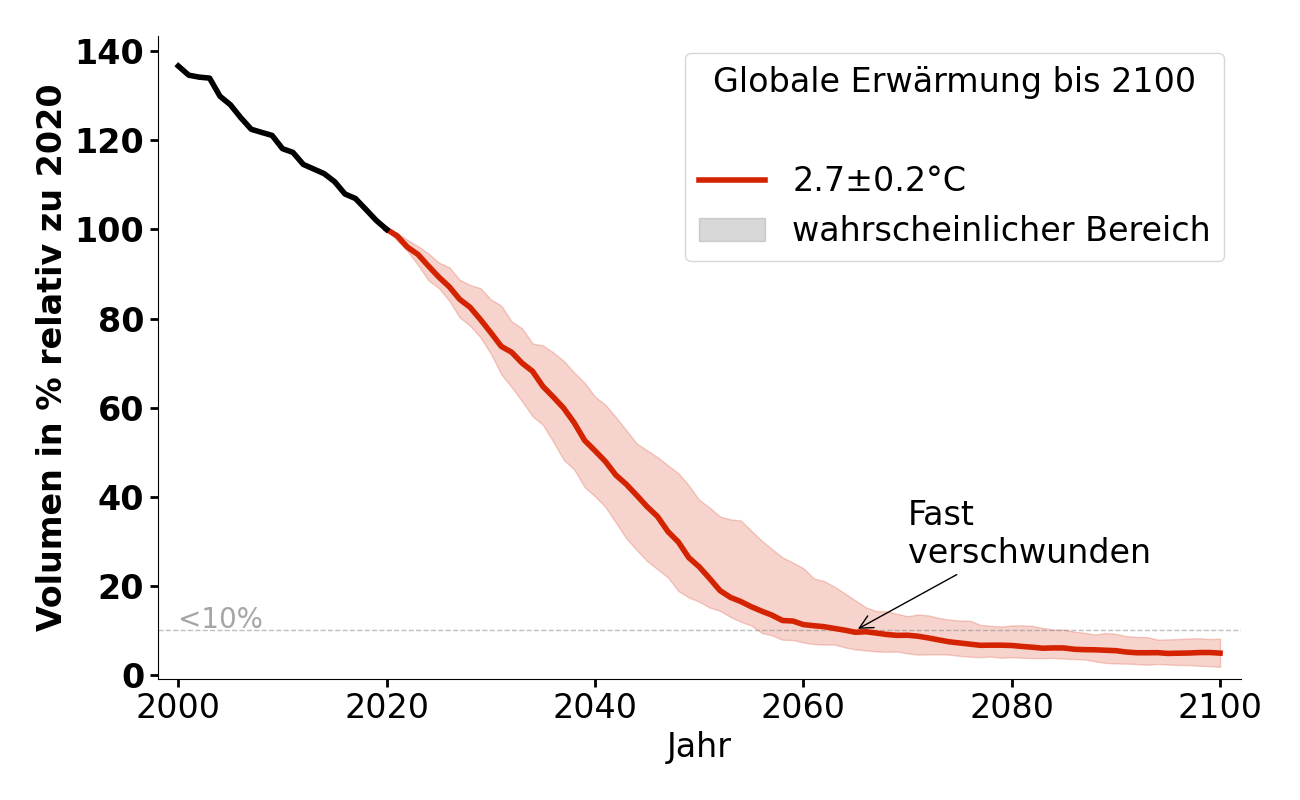 Volumen in % relativ zu 2020
140
120
100
80
60
40
20
0
Globale Erwärmung bis 2100
2.7±0.2°C
wahrscheinlicher Bereich
Fast
verschwunden
<10%
2000
2020
2040
2060
2080
2100
Jahr